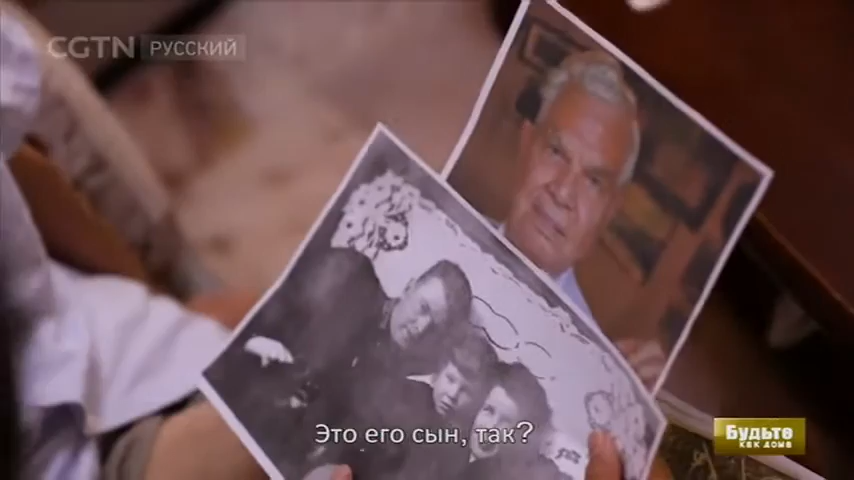 CGTN РУССКИЙ
Это его сын, так?
Будьте
как дома